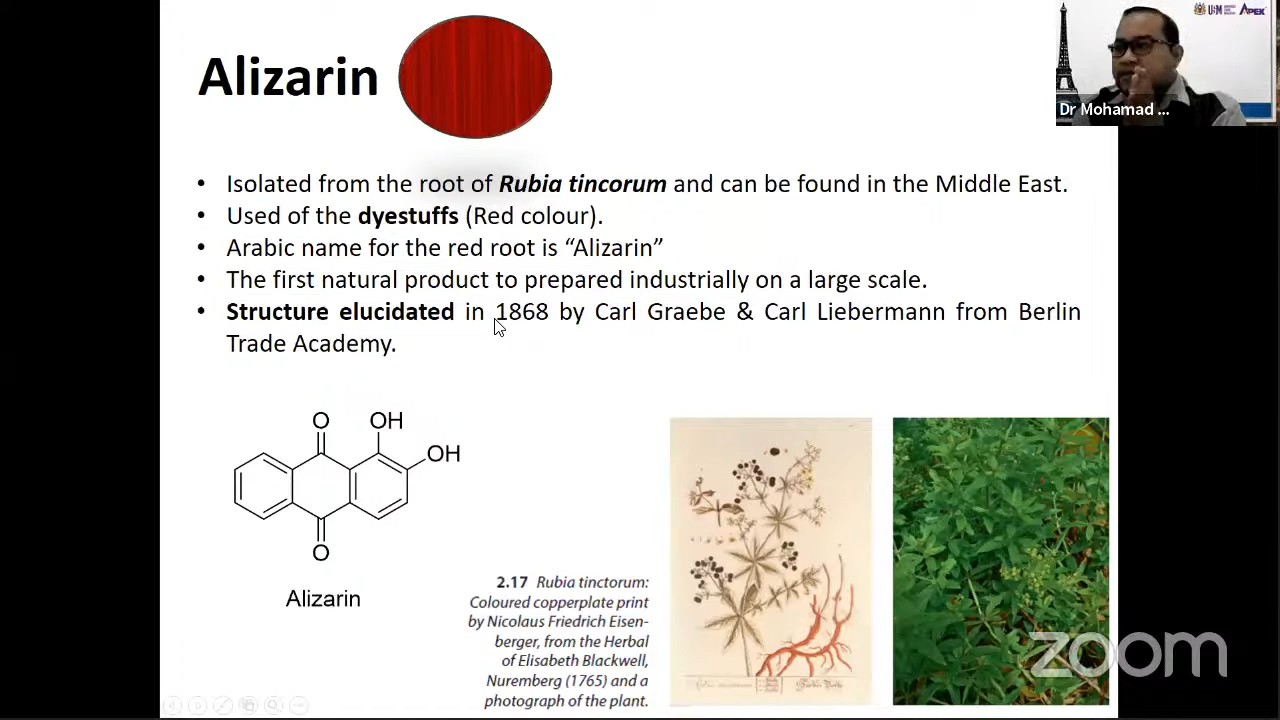 Alizarin
USM APEX
Dr Mohamad ...
• Isolated from the root of Rubia tincorum and can be found in the Middle East.
• Used of the dyestuffs (Red colour).
• Arabic name for the red root is “Alizarin”
• The first natural product to prepared industrially on a large scale.
• Structure elucidated in 1868 by Carl Graebe & Carl Liebermann from Berlin
Trade Academy.
O
OH
OH
O
Alizarin
2.17 Rubia tinctorum:
Coloured copperplate print
by Nicolaus Friedrich Eisen-
berger, from the Herbal
of Elisabeth Blackwell,
Nuremberg (1765) and a
photograph of the plant.
zoom